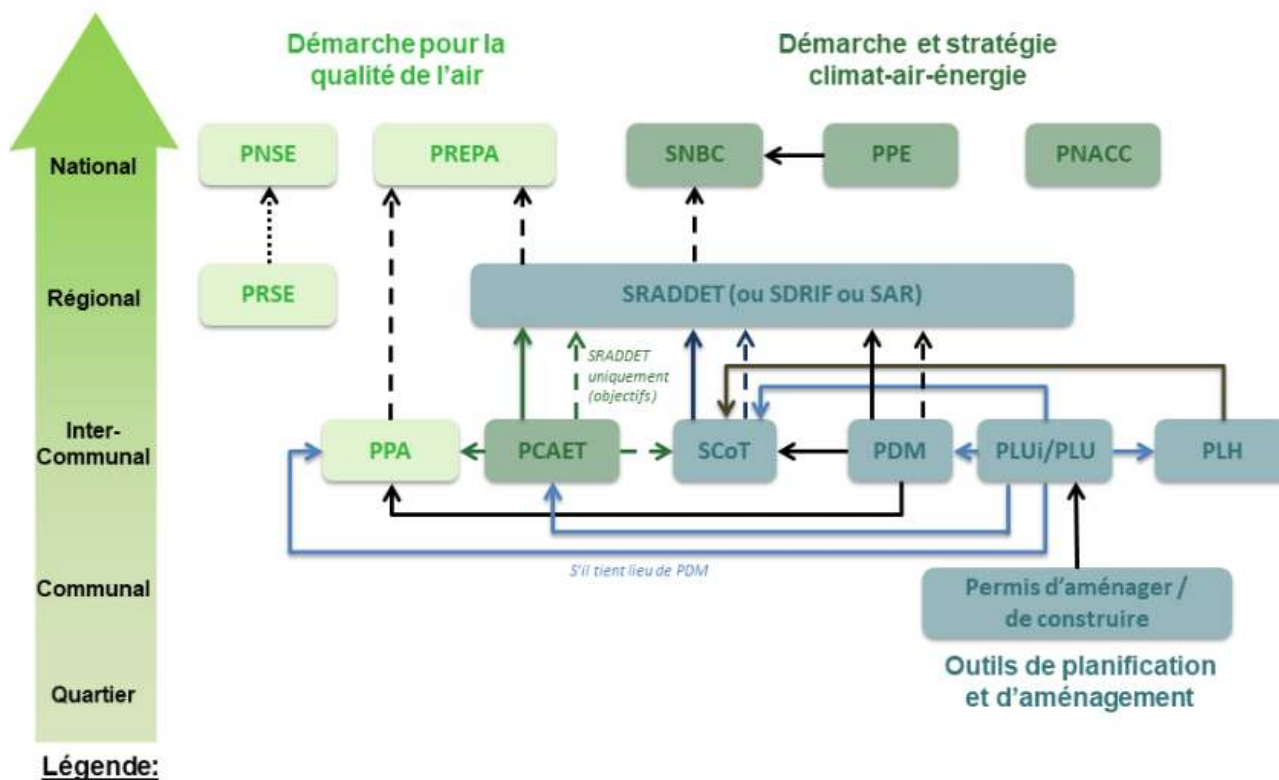 Démarche pour la
qualité de l'air
Démarche et stratégie
climat-air-énergie
National
PNSE
PREPA
SNBC
PPE
PNACC
Régional
PRSE
SRADDET (ou SDRIF ou SAR)
SRADDET
uniquement
(objectifs)
Inter-
Communal
PPA
PCAET
SCoT
PDM
PLUi/PLU
PLH
S'il tient lieu de PDM
Communal
Permis d'aménager /
de construire
Quartier
Outils de planification
et d'aménagement
Légende: